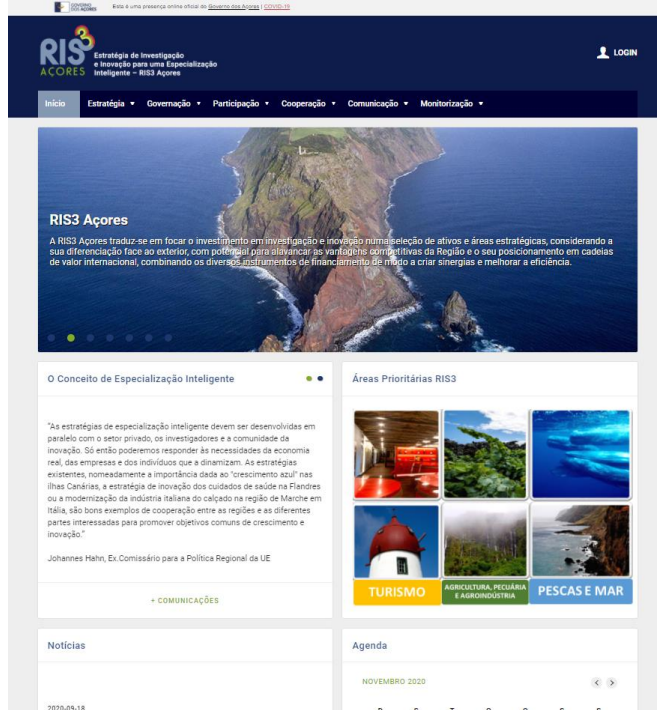 GOVERNO DOS AÇORES
Esta é uma presença online oficial do Governo dos Açores | COVID-19
RIS3
AÇORES
Estratégia de Investigação
e Inovação para uma Especialização
Inteligente – RIS3 Açores
LOGIN
Início Estratégia Governação Participação Cooperação Comunicação Monitorização
RIS3 Açores
A RIS3 Açores traduz-se em focar o investimento em investigação e inovação numa seleção de ativos e áreas estratégicas, considerando a
sua diferenciação face ao exterior, com potencial para alavancar as vantagens competitivas da Região e o seu posicionamento em cadeias
de valor internacional, combinando os diversos instrumentos de financiamento de modo a criar sinergias e melhorar a eficiência.
O Conceito de Especialização Inteligente
"As estratégias de especialização inteligente devem ser desenvolvidas em
paralelo com o setor privado, os investigadores e a comunidade da
inovação. Só então poderemos responder às necessidades da economia
real, das empresas e dos indivíduos que a dinamizam. As estratégias
existentes, nomeadamente a importância dada ao "crescimento azul" nas
ilhas Canárias, a estratégia de inovação dos cuidados de saúde na Flandres
ou a modernização da indústria italiana do calçado na região de Marche em
Itália, são bons exemplos de cooperação entre as regiões e as diferentes
partes interessadas para promover objetivos comuns de crescimento e
inovação."
Johannes Hahn, Ex.Comissário para a Política Regional da UE
+ COMUNICAÇÕES
Áreas Prioritárias RIS3
TURISMO
AGRICULTURA, PECUÁRIA
E AGROINDÚSTRIA
PESCAS E MAR
Notícias
2020-09-18
Agenda
NOVEMBRO 2020